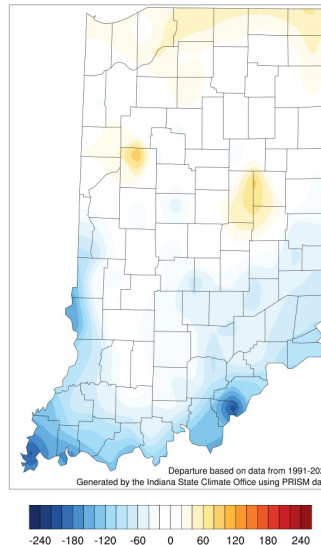 Departure based on data from 1991-202
Generated by the Indiana State Climate Office using PRISM da
-240 -180 -120 -60 0 60 120 180 240